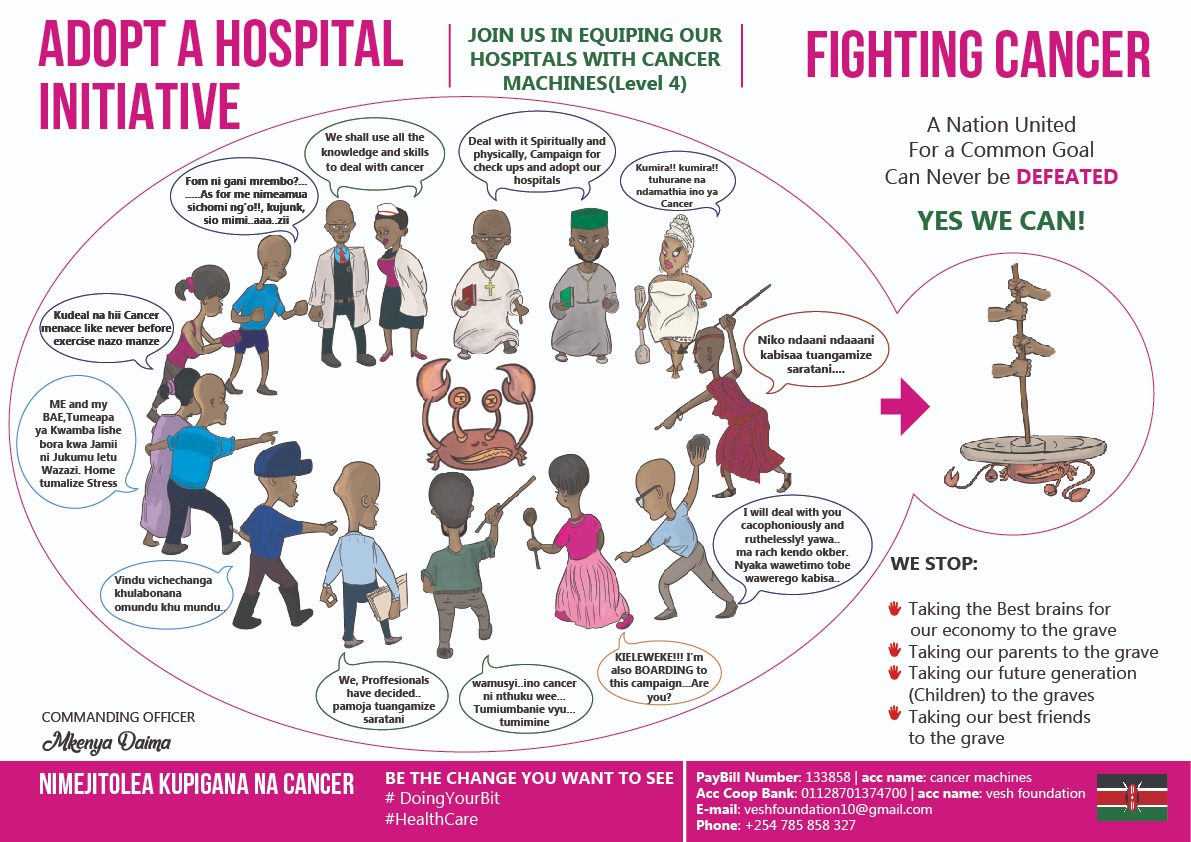 ADOPT A HOSPITAL
INITIATIVE
JOIN US IN EQUIPING OUR
HOSPITALS WITH CANCER
MACHINES(Level 4)
FIGHTING CANCER
A Nation United
For a Common Goal
Can Never be DEFEATED
YES WE CAN!
We shall use all the
knowledge and skills
to deal with cancer
Deal with it Spiritually and
physically, Campaign for
check ups and adopt our
hospitals
Kumira!! kumira!!
tuhurane na
ndamathia ino ya
Cancer
Fom ni gani mrembo?...
.....As for me nimeamua
sichomi ng'o!!, kujunk,
sio mimi..aaa..zii
Kudeal na hii Cancer
menace like never before
exercise nazo manze
Niko ndaani ndaaani
kabisaa tuangamize
saratani....
ME and my
BAE,Tumeapa
ya Kwamba lishe
bora kwa Jamii
ni Jukumu letu
Wazazi. Home
tumalize Stress
I will deal with you
cacophoniously and
ruthelessly! yawa..
ma rach kendo okber.
Nyaka wawetimo tobe
wawerego kabisa..
Vindu vichechanga
khulabonana
omundu khu mundu..
We, Proffesionals
have decided..
pamoja tuangamize
saratani
wamusyi..ino cancer
ni nthuku wee...
Tumiumbanie vyu...
tumimine
KIELEWEKE!!! I'm
also BOARDING to
this campaign...Are
you?
WE STOP:
Taking the Best brains for
our economy to the grave
Taking our parents to the grave
Taking our future generation
(Children) to the graves
Taking our best friends
to the grave
COMMANDING OFFICER
Mkenya Daima
NIMEJITOLEA KUPIGANA NA CANCER
BE THE CHANGE YOU WANT TO SEE
# DoingYourBit
#HealthCare
PayBill Number: 133858 | acc name: cancer machines
Acc Coop Bank: 01128701374700 | acc name: vesh foundation
E-mail: veshfoundation10@gmail.com
Phone: +254 785 858 327